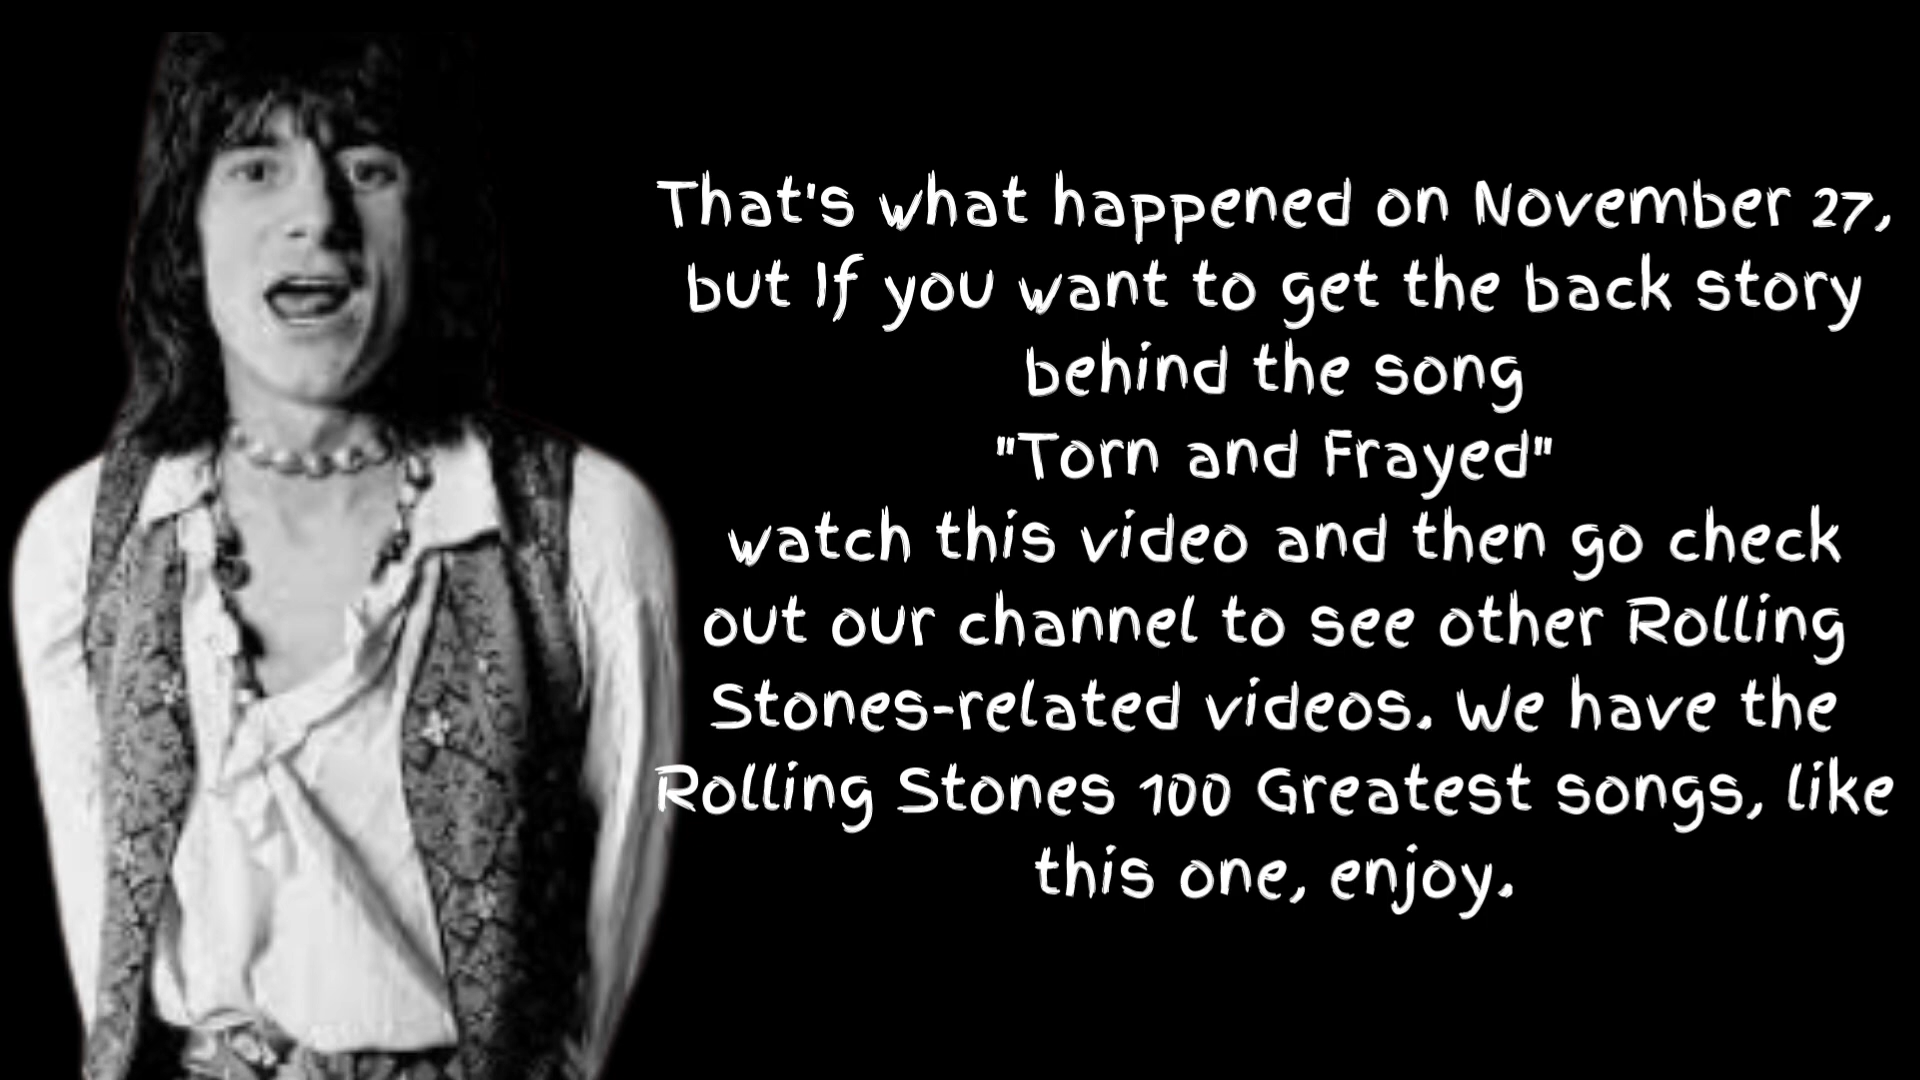 That's what happened on November 27,
but If you want to get the back story
behind the song
"Torn and Frayed"
watch this video and then go check
out our channel to see other Rolling
Stones-related videos. We have the
Rolling Stones 100 Greatest songs, like
this one, enjoy.